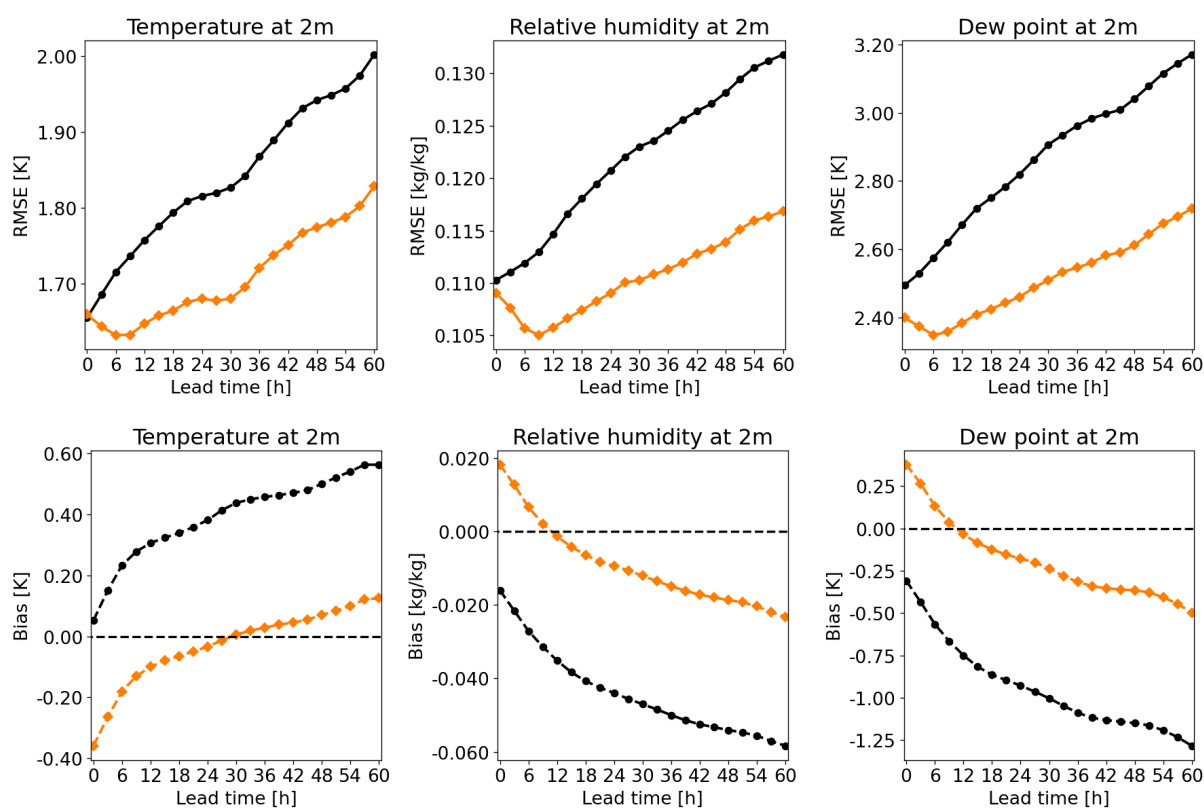 Temperature at 2m
RMSE [K]
2.00
1.90
1.80
1.70
0 6 12 18 24 30 36 42 48 54 60
Lead time [h]
Relative humidity at 2m
RMSE [kg/kg]
0.130
0.125
0.120
0.115
0.110
0.105
0 6 12 18 24 30 36 42 48 54 60
Lead time [h]
Dew point at 2m
RMSE [K]
3.20
3.00
2.80
2.60
2.40
0 6 12 18 24 30 36 42 48 54 60
Lead time [h]
Temperature at 2m
Bias [K]
0.60
0.40
0.20
0.00
-0.20
-0.40
0 6 12 18 24 30 36 42 48 54 60
Lead time [h]
Relative humidity at 2m
Bias [kg/kg]
0.020
0.000
-0.020
-0.040
-0.060
0 6 12 18 24 30 36 42 48 54 60
Lead time [h]
Dew point at 2m
Bias [K]
0.25
0.00
-0.25
-0.50
-0.75
-1.00
-1.25
0 6 12 18 24 30 36 42 48 54 60
Lead time [h]